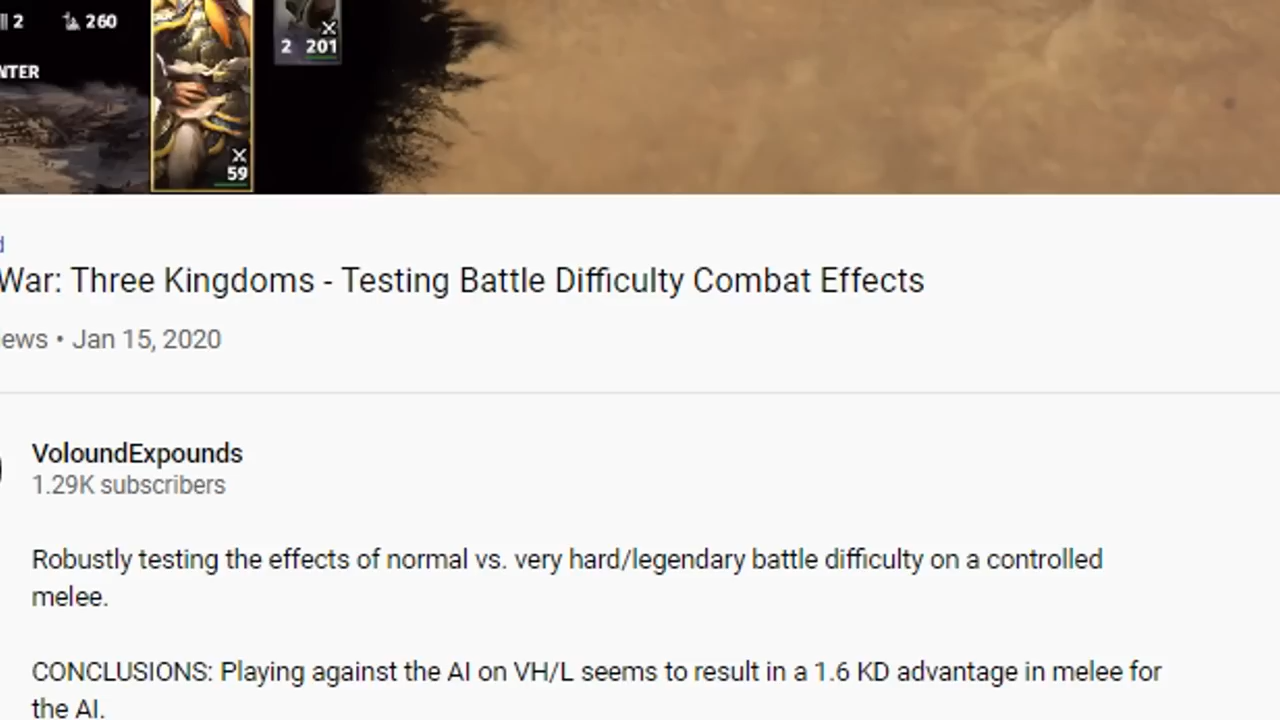 2 260
2 201
NTER
59
d
War: Three Kingdoms - Testing Battle Difficulty Combat Effects
iews • Jan 15, 2020
VoloundExpounds
1.29K subscribers
Robustly testing the effects of normal vs. very hard/legendary battle difficulty on a controlled
melee.
CONCLUSIONS: Playing against the AI on VH/L seems to result in a 1.6 KD advantage in melee for
the AI.